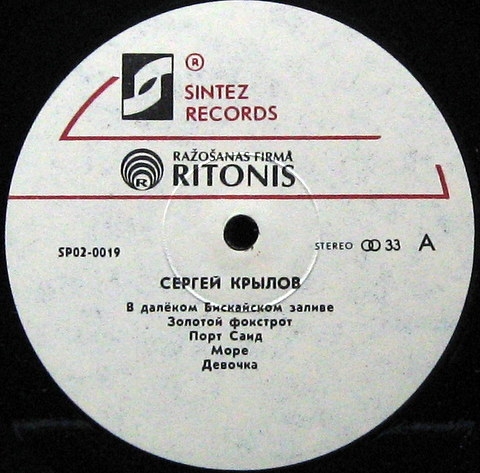 ®
SINTEZ
RECORDS
RAŽOŠANAS FIRMA
RITONIS
R
SP02-0019
STEREO 33 A
СЕРГЕЙ КРЫЛОВ
В далёком Бискайском заливе
Золотой фокстрот
Порт Саид
Море
Девочка